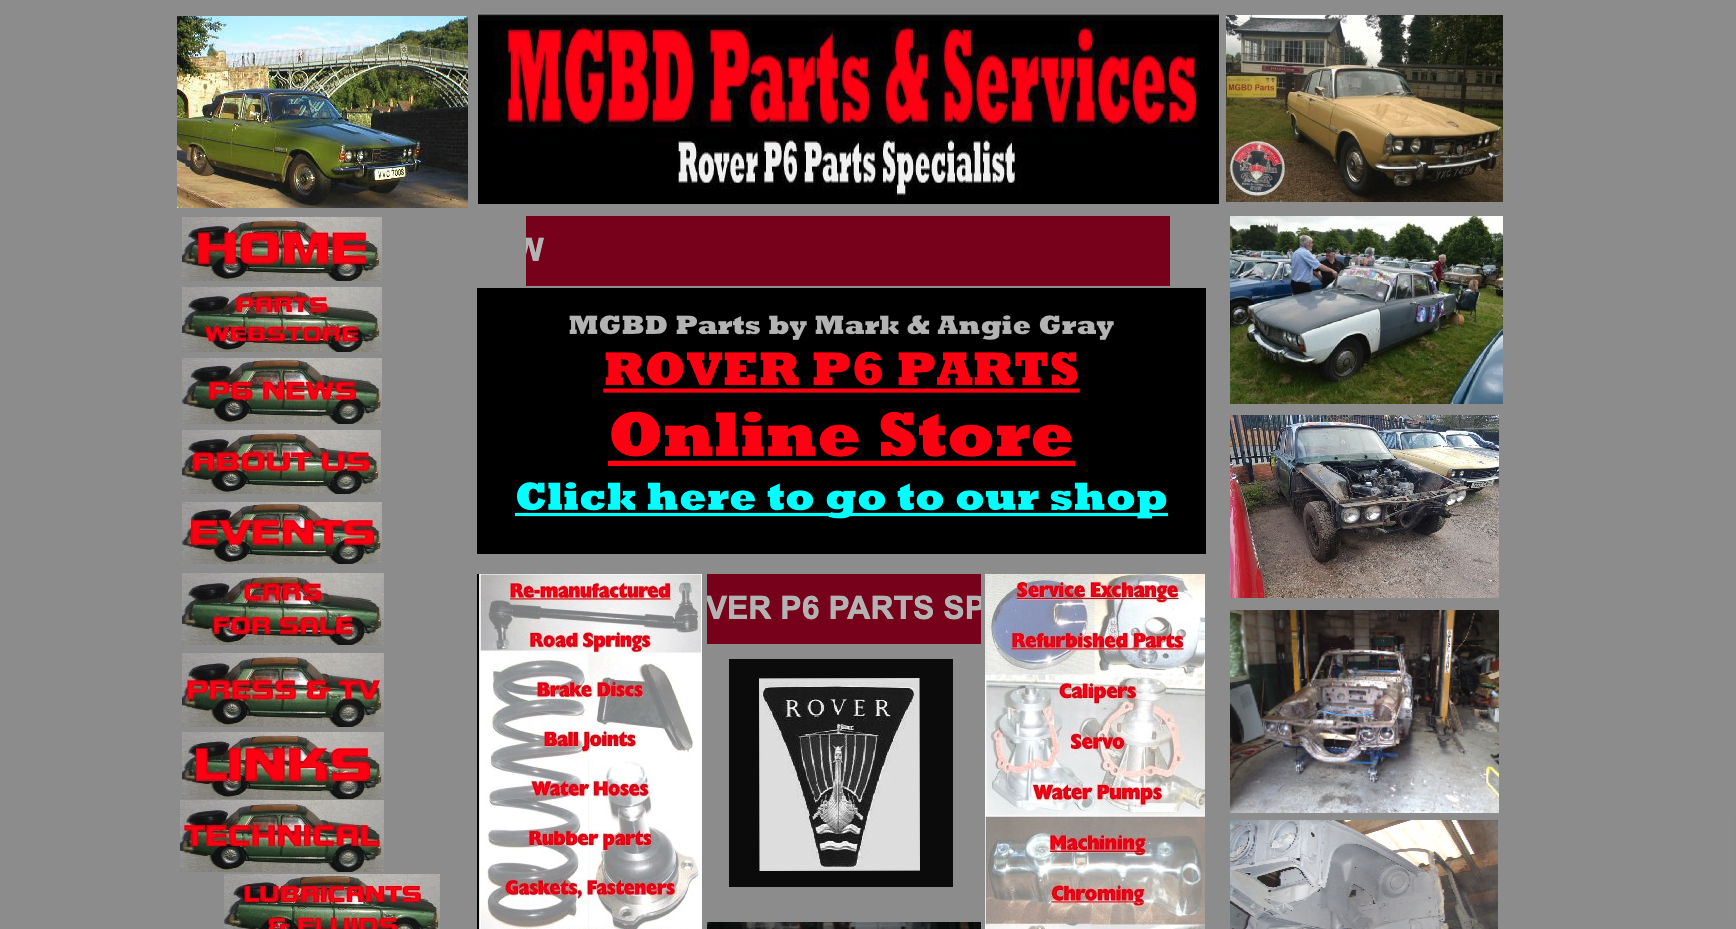 MGBD Parts & Services
Rover P6 Parts Specialist
MGBD Parts
HOME
PARTS
WEBSTORE
P6 NEWS
ABOUT US
EVENTS
CARS
FOR SALE
PRESS & TV
LINKS
TECHNICAL
LUBRICANTS
& FLUIDS
W
MGBD Parts by Mark & Angie Gray
ROVER P6 PARTS
Online Store
Click here to go to our shop
Re-manufactured
Road Springs
Brake Discs
Ball Joints
Water Hoses
Rubber parts
Gaskets, Fasteners
VER P6 PARTS SP
ROVER
Service Exchange
Refurbished Parts
Calipers
Servo
Water Pumps
Machining
Chroming